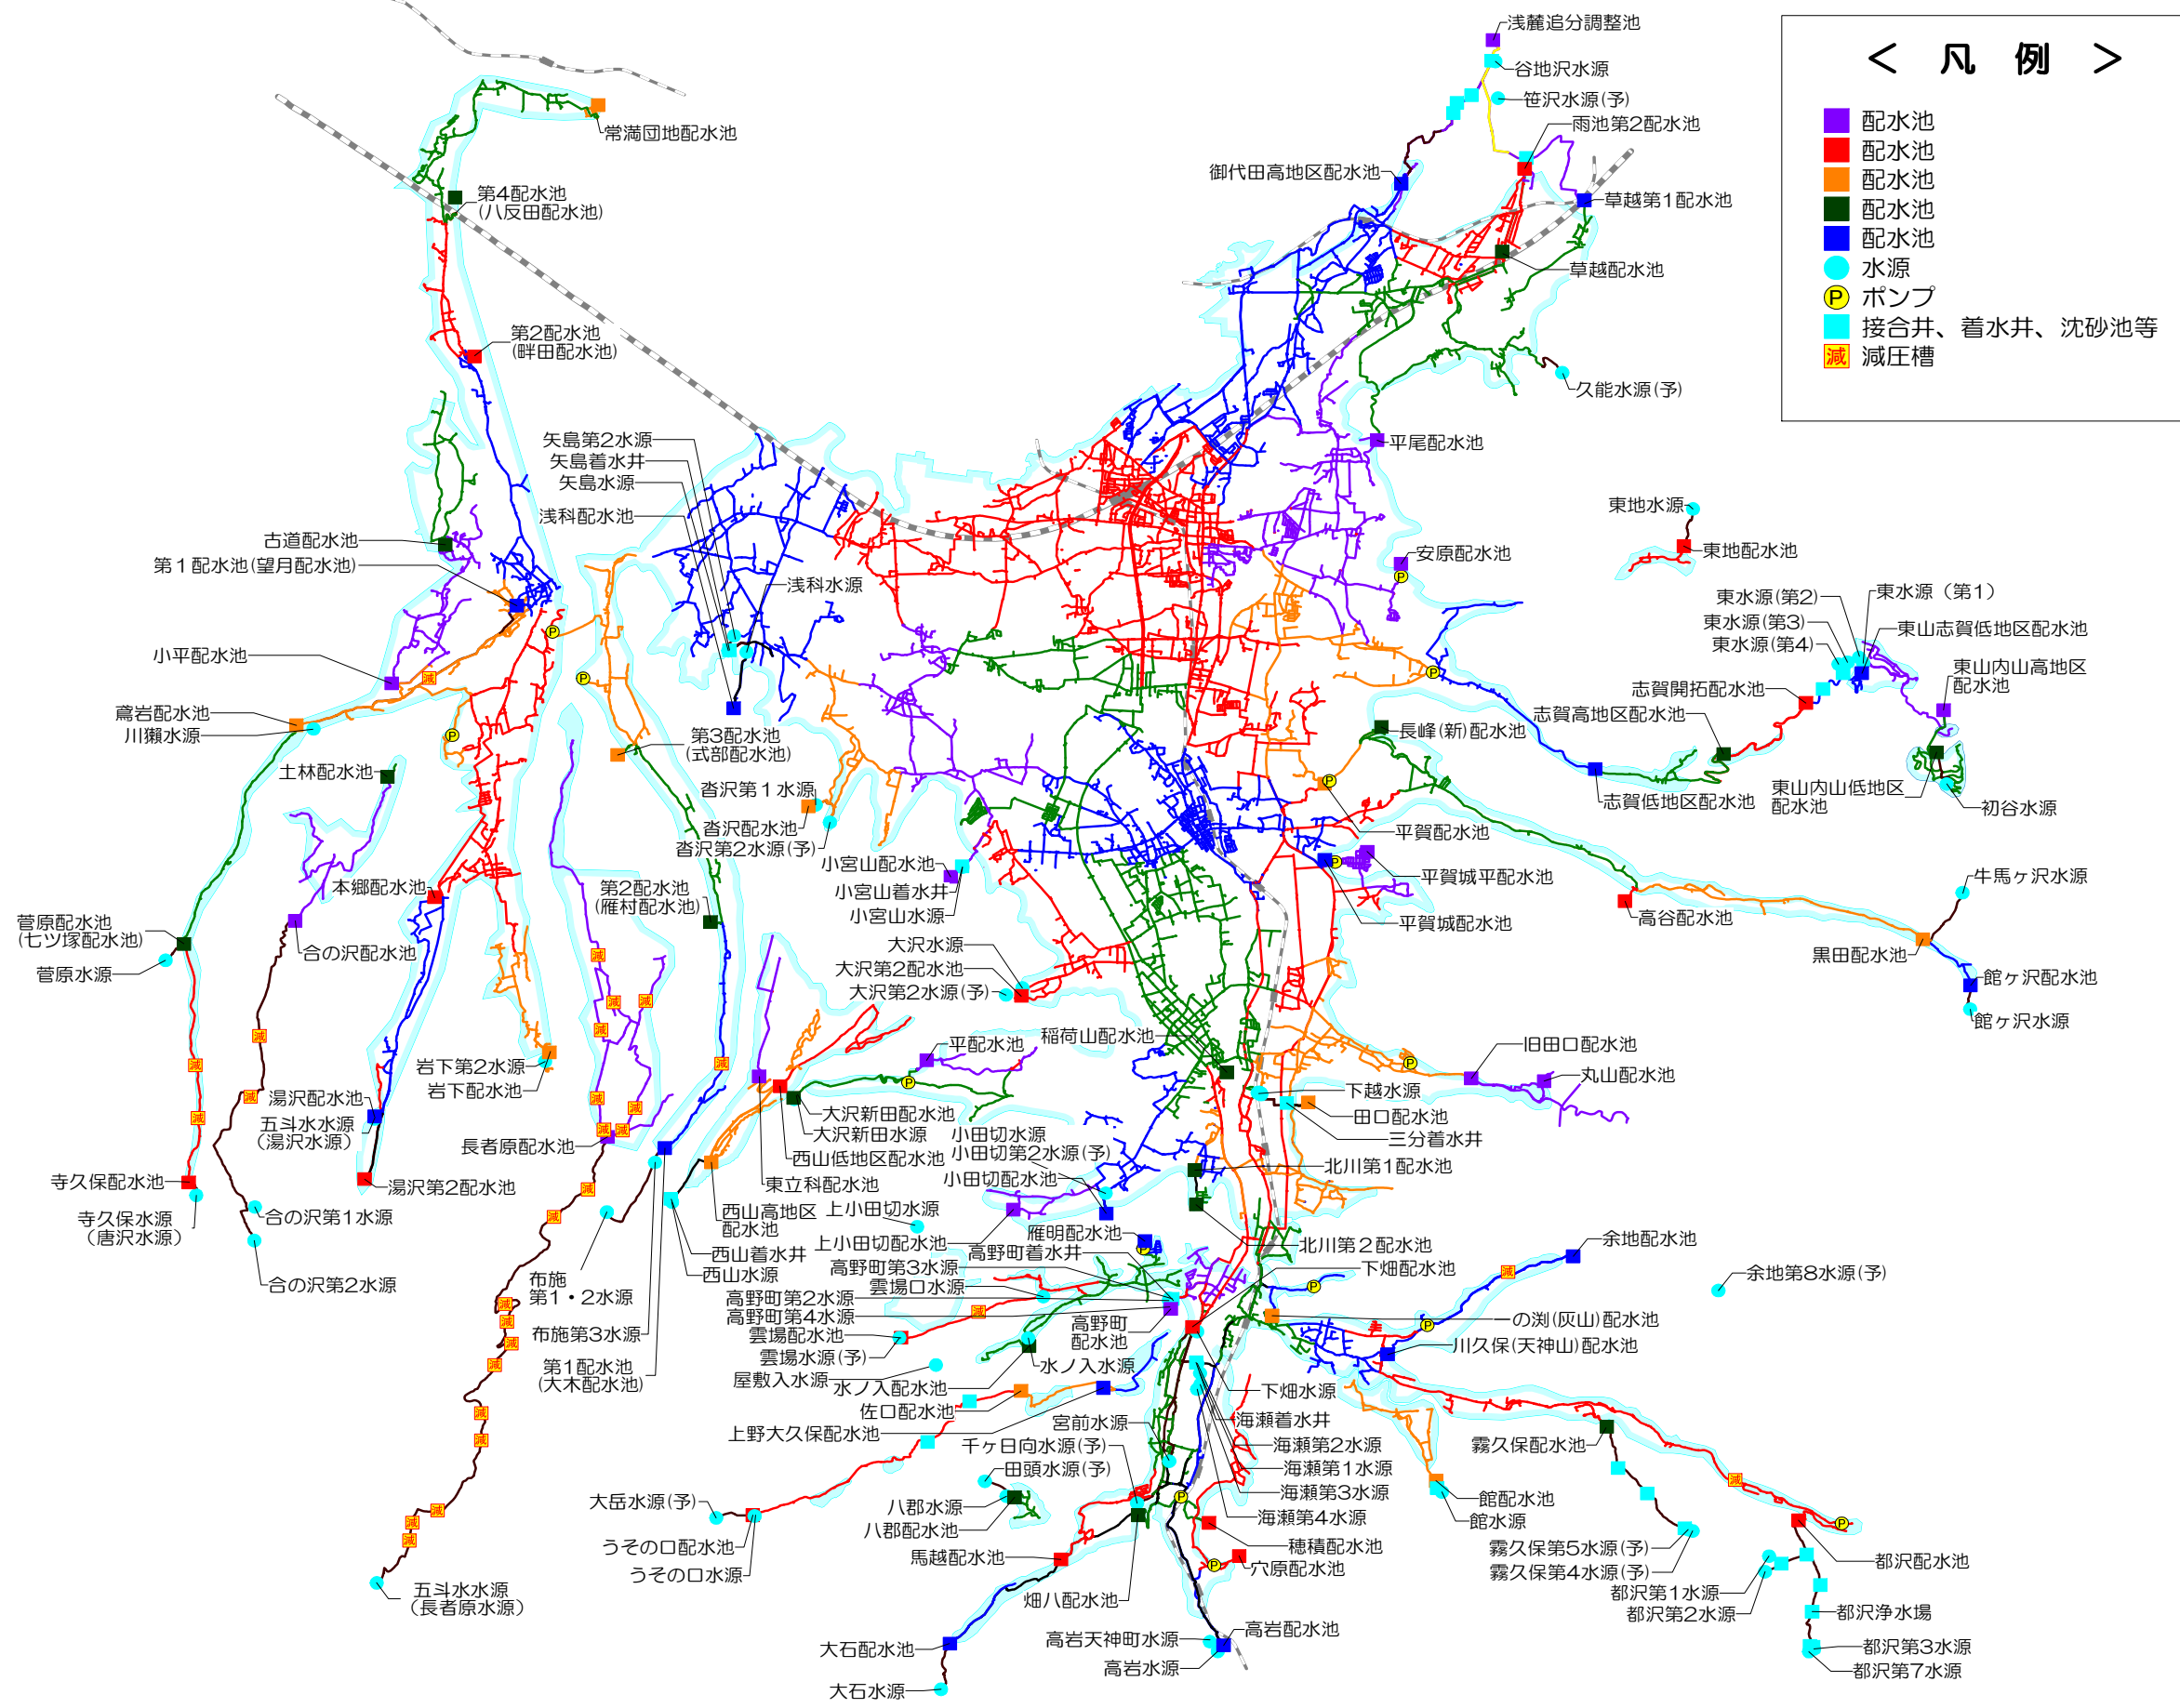 ＜ 凡 例 ＞
配水池
配水池
配水池
配水池
配水池
水源
P
ポンプ
接合井、着水井、沈砂池等
減
減圧槽
浅麓追分調整池
谷地沢水源
笹沢水源(予)
雨池第2配水池
御代田高地区配水池
草越第1配水池
草越配水池
久能水源(予)
平尾配水池
常満団地配水池
第4配水池
(八反田配水池)
第2配水池
(畔田配水池)
矢島第2水源
矢島着水井
矢島水源
浅科配水池
浅科水源
古道配水池
第１配水池(望月配水池)
小平配水池
蔦岩配水池
川獺水源
土林配水池
安原配水池
東地水源
東地配水池
東水源(第2)
東水源(第3)
東水源(第4)
東水源（第1）
東山志賀低地区配水池
東山内山高地区
配水池
志賀開拓配水池
志賀高地区配水池
長峰(新)配水池
志賀低地区配水池
東山内山低地区
配水池
初谷水源
第3配水池
(式部配水池)
沓沢第１水源
沓沢配水池
沓沢第2水源(予)
平賀配水池
小宮山配水池
小宮山着水井
小宮山水源
平賀城平配水池
平賀城配水池
高谷配水池
牛馬ヶ沢水源
黒田配水池
館ヶ沢配水池
館ヶ沢水源
本郷配水池
第2配水池
(雁村配水池)
菅原配水池
(七ツ塚配水池)
菅原水源
合の沢配水池
大沢水源
大沢第2配水池
大沢第2水源(予)
稲荷山配水池
平配水池
旧田口配水池
丸山配水池
岩下第2水源
岩下配水池
湯沢配水池
五斗水水源
（湯沢水源）
長者原配水池
大沢新田配水池
大沢新田水源
西山低地区配水池
東立科配水池
小田切水源
小田切第2水源(予)
小田切配水池
下越水源
田口配水池
三分着水井
北川第1配水池
寺久保配水池
寺久保水源
（唐沢水源）
湯沢第2配水池
合の沢第1水源
合の沢第2水源
西山高地区
配水池
上小田切水源
上小田切配水池
西山着水井
西山水源
雁明配水池
高野町着水井
高野町第3水源
雲場口水源
高野町第2水源
高野町第4水源
高野町
配水池
北川第２配水池
下畑配水池
余地配水池
余地第8水源(予)
布施
第1・2水源
布施第3水源
第1配水池
(大木配水池)
雲場配水池
雲場水源(予)
屋敷入水源
水ノ入水源
水ノ入配水池
一の渕(灰山)配水池
川久保(天神山)配水池
佐口配水池
上野大久保配水池
下畑水源
宮前水源
海瀬着水井
海瀬第2水源
海瀬第1水源
海瀬第3水源
海瀬第4水源
千ヶ日向水源(予)
田頭水源(予)
八郡水源
八郡配水池
霧久保配水池
館配水池
館水源
大岳水源(予)
うその口配水池
うその口水源
馬越配水池
穂積配水池
穴原配水池
霧久保第5水源(予)
霧久保第4水源(予)
都沢配水池
都沢第1水源
都沢第2水源
都沢浄水場
都沢第3水源
都沢第7水源
五斗水水源
（長者原水源）
畑八配水池
大石配水池
大石水源
高岩天神町水源
高岩配水池
高岩水源